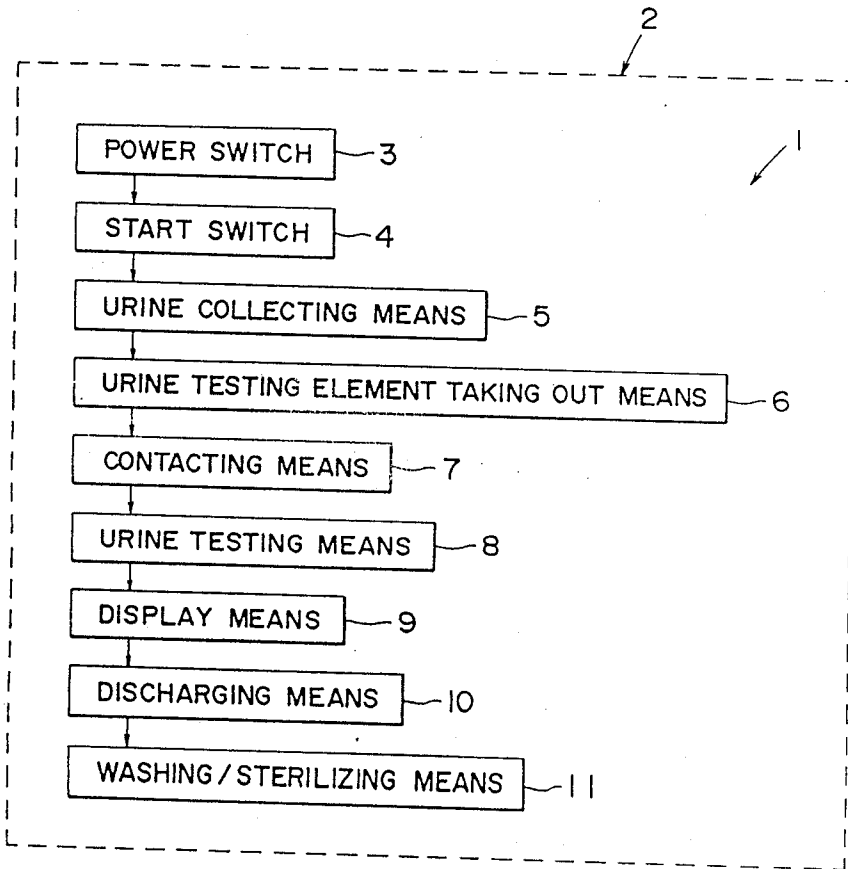 2
1
POWER SWITCH 3
START SWITCH 4
URINE COLLECTING MEANS 5
URINE TESTING ELEMENT TAKING OUT MEANS 6
CONTACTING MEANS 7
URINE TESTING MEANS 8
DISPLAY MEANS 9
DISCHARGING MEANS 10
WASHING/STERILIZING MEANS 11